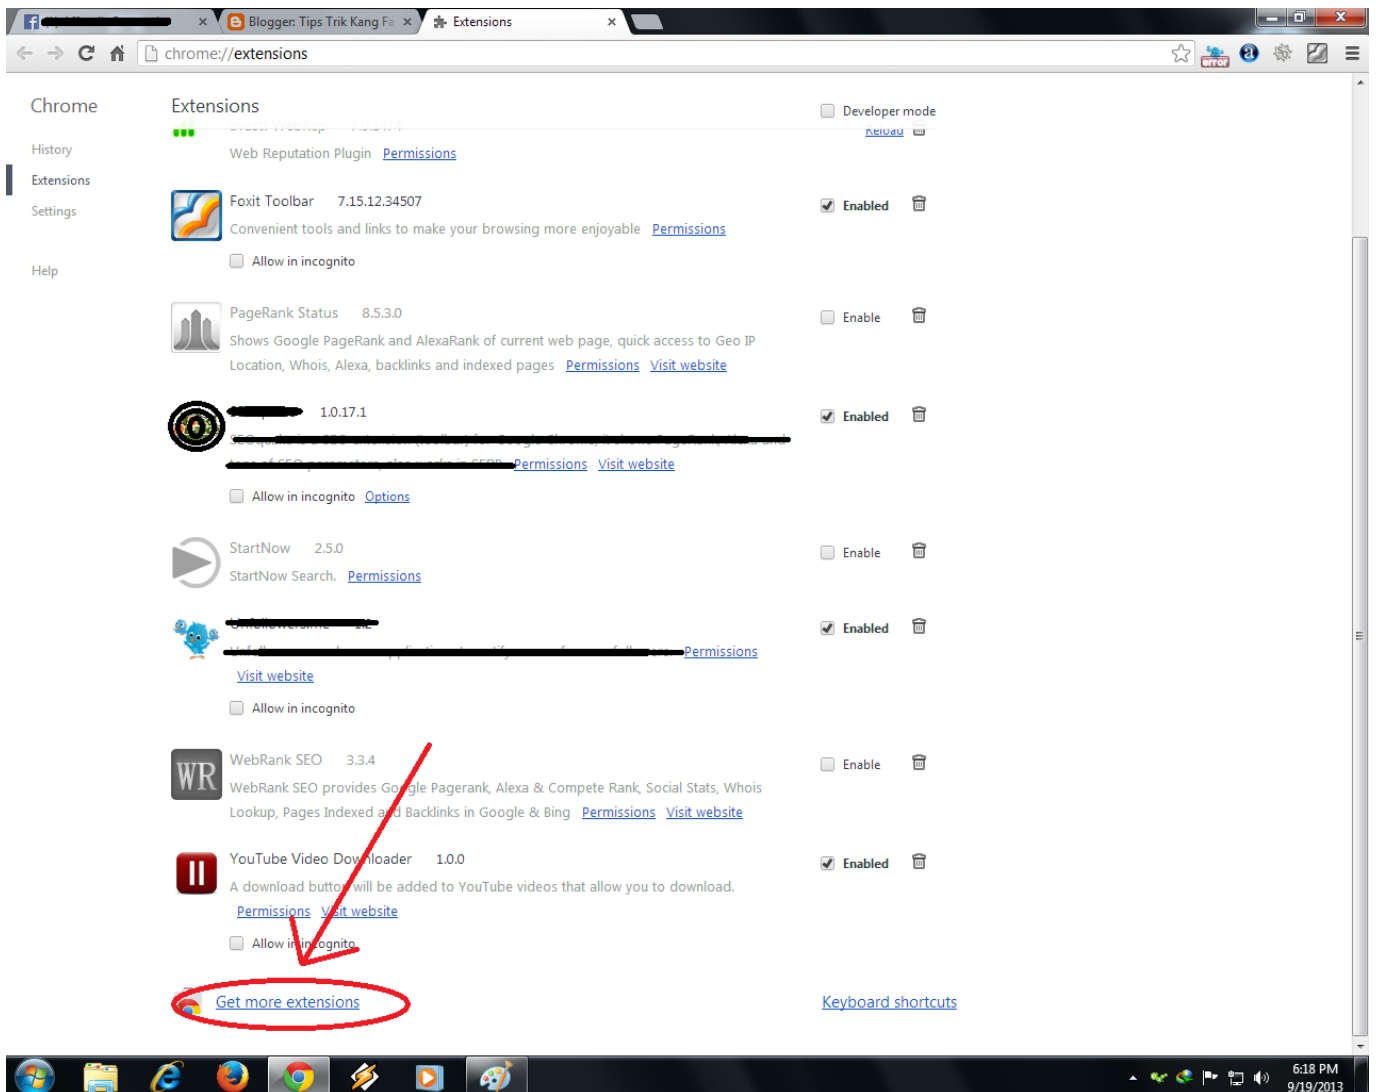 Blogger: Tips Trik Kang Fa
Extensions
chrome://extensions
error
a
Chrome
Extensions
Developer mode
History
Extensions
Settings
Help
Reload
Web Reputation Plugin Permissions
Foxit Toolbar 7.15.12.34507
Enabled
Convenient tools and links to make your browsing more enjoyable Permissions
Allow in incognito
PageRank Status 8.5.3.0
Enable
Shows Google PageRank and AlexaRank of current web page, quick access to Geo IP
Location, Whois, Alexa, backlinks and indexed pages Permissions Visit website
1.0.17.1
Enabled
Permissions Visit website
Allow in incognito Options
StartNow 2.5.0
Enable
StartNow Search. Permissions
Enabled
Permissions
Visit website
Allow in incognito
WR
WebRank SEO 3.3.4
Enable
WebRank SEO provides Google Pagerank, Alexa & Compete Rank, Social Stats, Whois
Lookup, Pages Indexed and Backlinks in Google & Bing Permissions Visit website
YouTube Video Downloader 1.0.0
Enabled
A download button will be added to YouTube videos that allow you to download.
Permissions Visit website
Allow in incognito
Get more extensions
Keyboard shortcuts
6:18 PM
9/19/2013